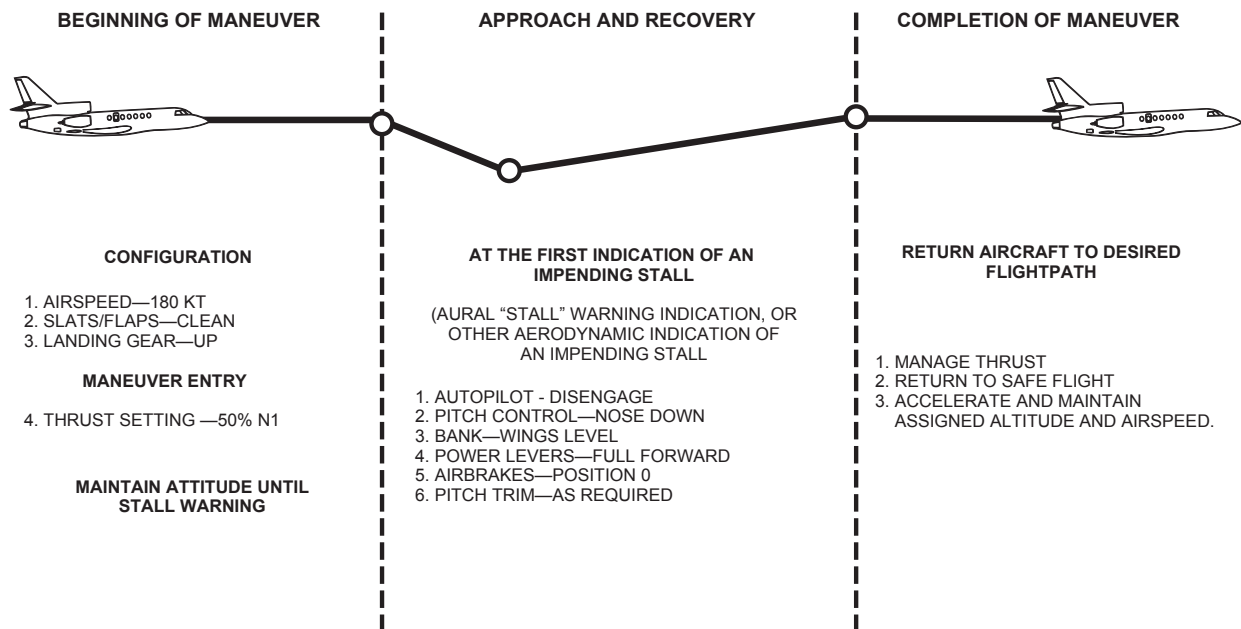 BEGINNING OF MANEUVER
CONFIGURATION
1. AIRSPEED—180 KT
2. SLATS/FLAPS—CLEAN
3. LANDING GEAR—UP
MANEUVER ENTRY
4. THRUST SETTING —50% N1
MAINTAIN ATTITUDE UNTIL
STALL WARNING
APPROACH AND RECOVERY
AT THE FIRST INDICATION OF AN
IMPENDING STALL
(AURAL “STALL” WARNING INDICATION, OR
OTHER AERODYNAMIC INDICATION OF
AN IMPENDING STALL
1. AUTOPILOT - DISENGAGE
2. PITCH CONTROL—NOSE DOWN
3. BANK—WINGS LEVEL
4. POWER LEVERS—FULL FORWARD
5. AIRBRAKES—POSITION 0
6. PITCH TRIM—AS REQUIRED
COMPLETION OF MANEUVER
RETURN AIRCRAFT TO DESIRED
FLIGHTPATH
1. MANAGE THRUST
2. RETURN TO SAFE FLIGHT
3. ACCELERATE AND MAINTAIN
ASSIGNED ALTITUDE AND AIRSPEED.